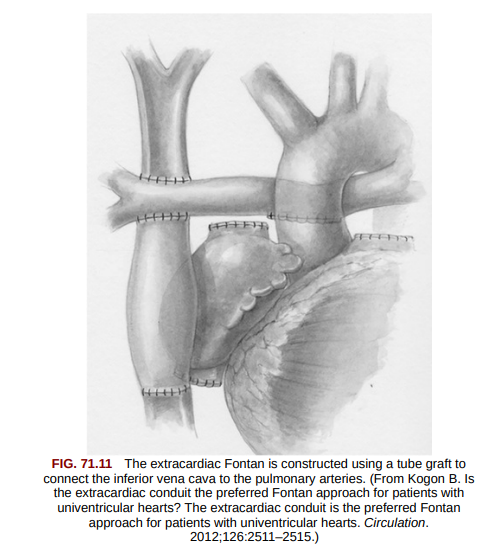 FIG. 71.11 The extracardiac Fontan is constructed using a tube graft to
connect the inferior vena cava to the pulmonary arteries. (From Kogon B. Is
the extracardiac conduit the preferred Fontan approach for patients with
univentricular hearts? The extracardiac conduit is the preferred Fontan
approach for patients with univentricular hearts. Circulation.
2012;126:2511–2515.)